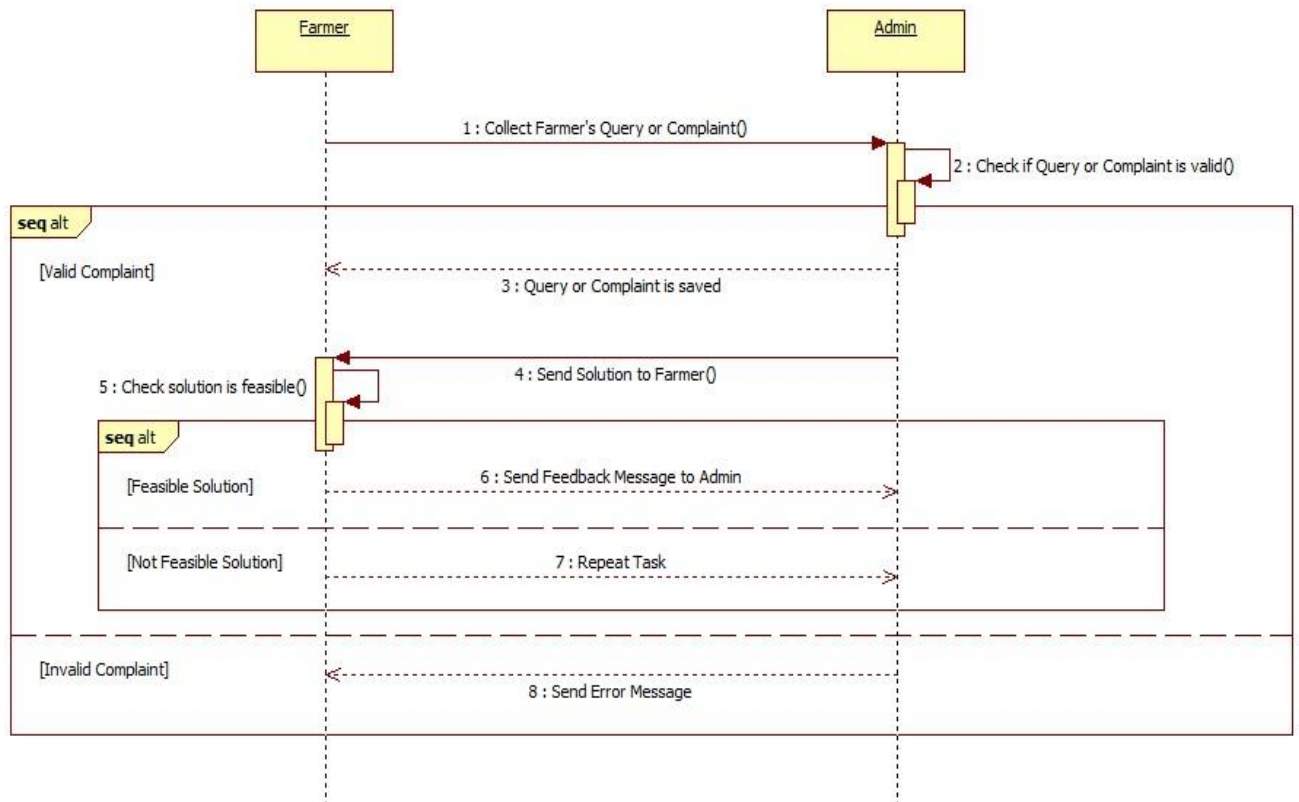 Farmer
Admin
1 : Collect Farmer's Query or Complaint()
2 : Check if Query or Complaint is valid()
seq alt
[Valid Complaint]
3 : Query or Complaint is saved
4 : Send Solution to Farmer()
5 : Check solution is feasible()
seq alt
[Feasible Solution]
6 : Send Feedback Message to Admin
[Not Feasible Solution]
7 : Repeat Task
[Invalid Complaint]
8 : Send Error Message